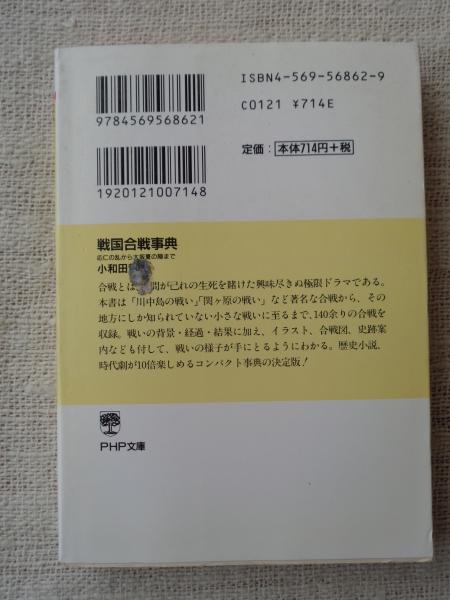 ISBN4-569-56862-9
C0121 ¥714E
9784569568621
定価：本体714円+税
1920121007148
戦国合戦事典
応仁の乱から大坂夏の陣まで
小和田
合戦とは 間が己れの生死を賭けた興味尽きぬ極限ドラマである。
本書は「川中島の戦い」「関ヶ原の戦い」など著名な合戦から、その
地方にしか知られていない小さな戦いに至るまで、140余りの合戦を
収録。戦いの背景・経過・結果に加え、イラスト、合戦図、史跡案
内なども付して、戦いの様子が手にとるようにわかる。歴史小説、
時代劇が10倍楽しめるコンパクト事典の決定版！
PHP文庫